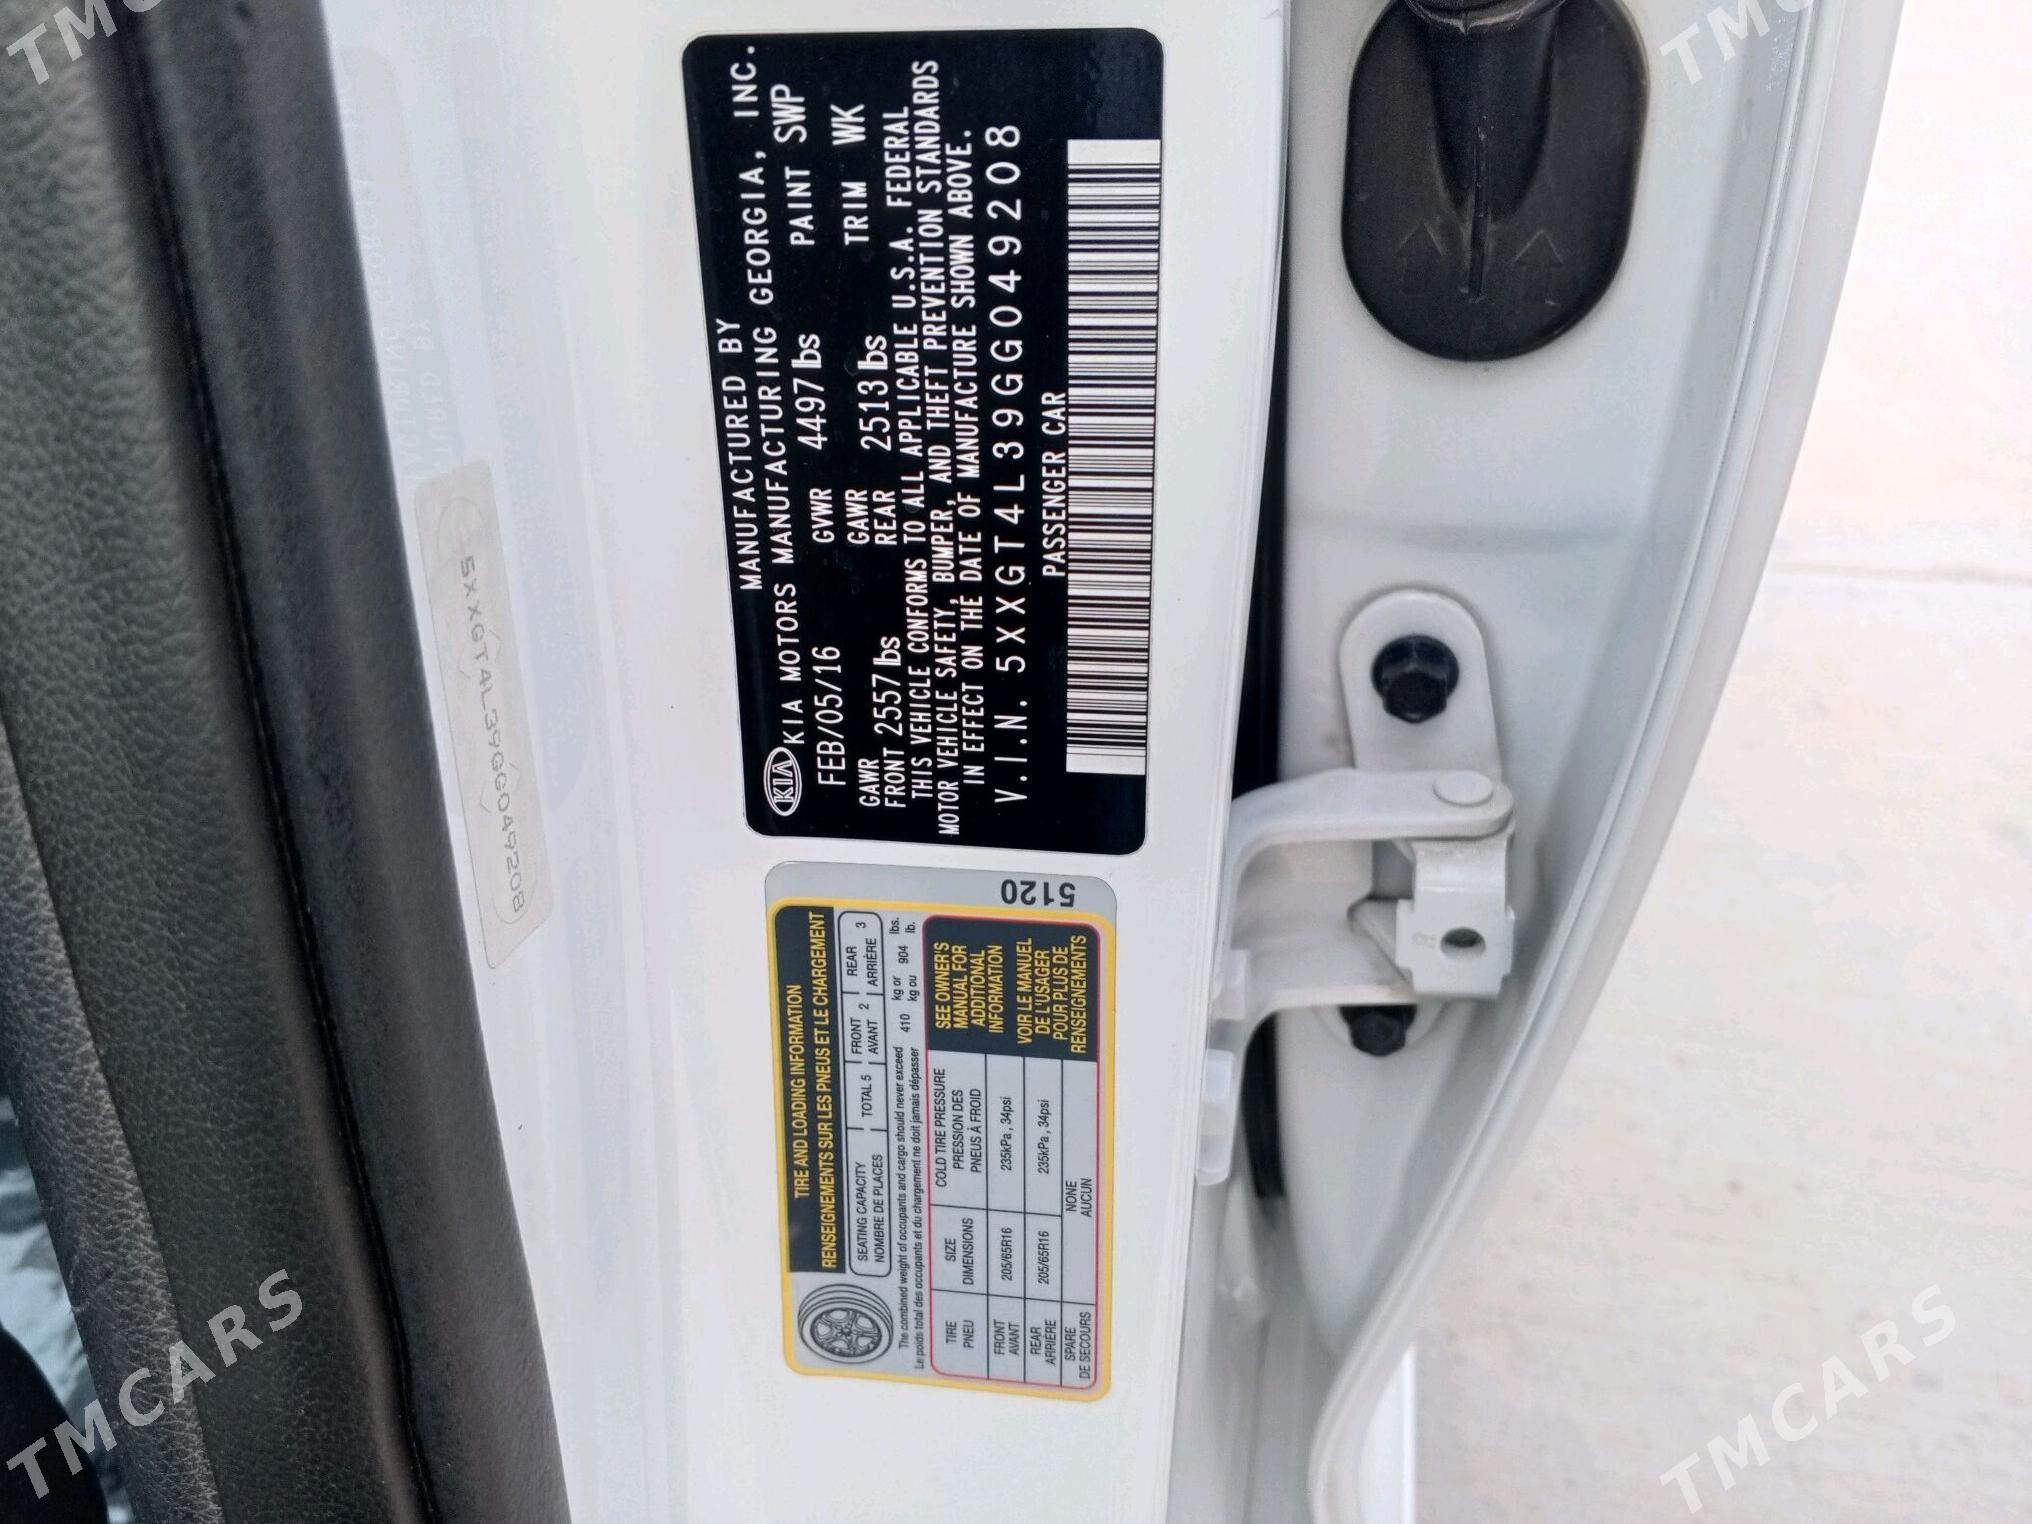 MANUFACTURED BY
KIA MOTORS MANUFACTURING GEORGIA, INC.
KIA
FEB/05/16 GVWR 4497 lbs PAINT SWP
GAWR FRONT 2557 lbs GAWR REAR 2513 lbs TRIM WK
THIS VEHICLE CONFORMS TO ALL APPLICABLE U.S.A. FEDERAL
MOTOR VEHICLE SAFETY, BUMPER, AND THEFT PREVENTION STANDARDS
IN EFFECT ON THE DATE OF MANUFACTURE SHOWN ABOVE.
V.I.N. 5XXGT4L39GG049208
PASSENGER CAR
5XXGT4L39GG049208
5120
TIRE AND LOADING INFORMATION
RENSEIGNEMENTS SUR LES PNEUS ET LE CHARGEMENT
SEATING CAPACITY TOTAL 5 FRONT 2 REAR 3
NOMBRE DE PLACES AVANT ARRIÈRE
The combined weight of occupants and cargo should never exceed 410 kg or 904 lbs.
Le poids total des occupants et du chargement ne doit jamais dépasser kg ou lb.
TIRE SIZE COLD TIRE PRESSURE
PNEU DIMENSIONS PRESSION DES PNEUS À FROID
FRONT AVANT 205/65R16 235kPa, 34psi
REAR ARRIÈRE 205/65R16 235kPa, 34psi
SPARE DE SECOURS NONE AUCUN
SEE OWNER'S
MANUAL FOR
ADDITIONAL
INFORMATION
VOIR LE MANUEL
DE L'USAGER
POUR PLUS DE
RENSEIGNEMENTS
TMCARS
TMCARS
TMCARS
TMCARS